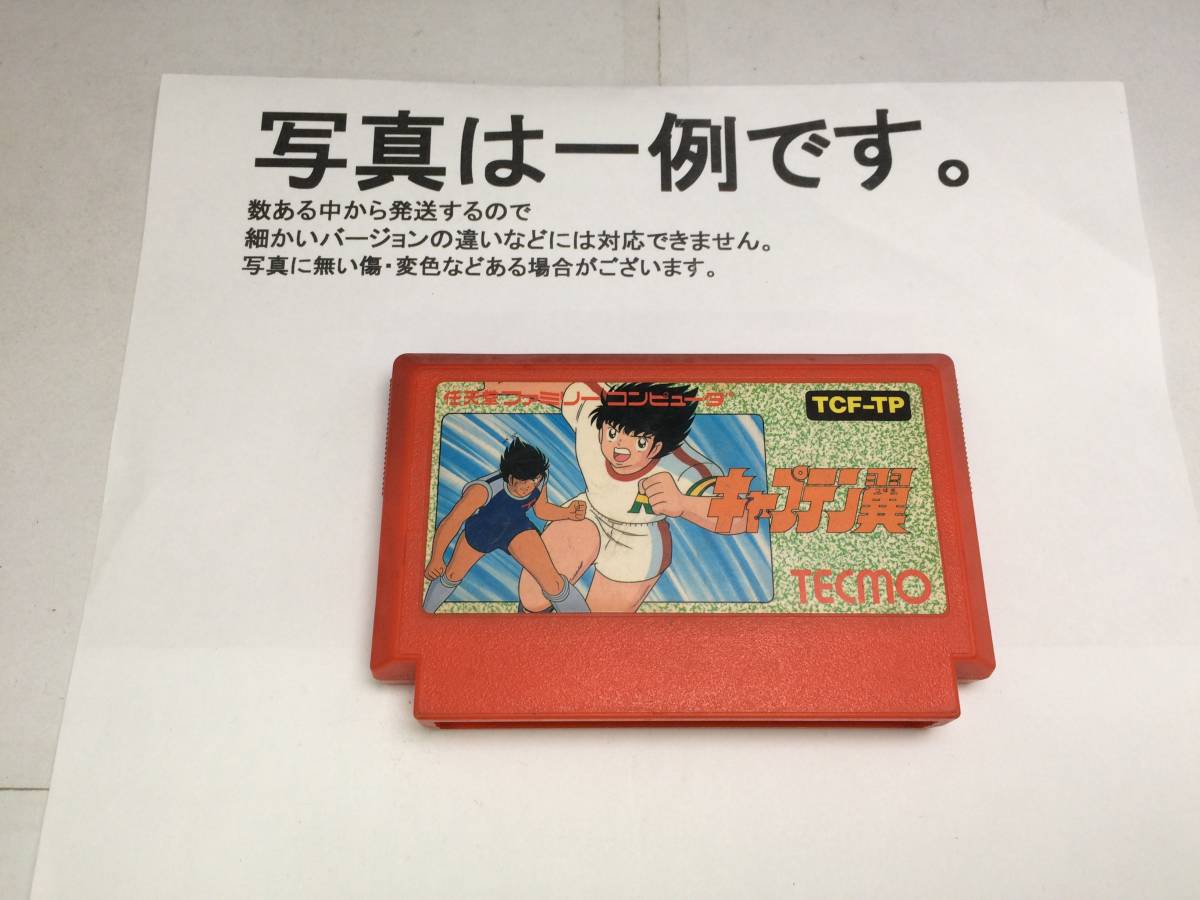 写真は一例です。
数ある中から発送するので
細かいバージョンの違いなどには対応できません。
写真に無い傷・変色などある場合がございます。
任天堂ファミリーコンピュータ
TCF-TP
キャプテン翼
TECMO